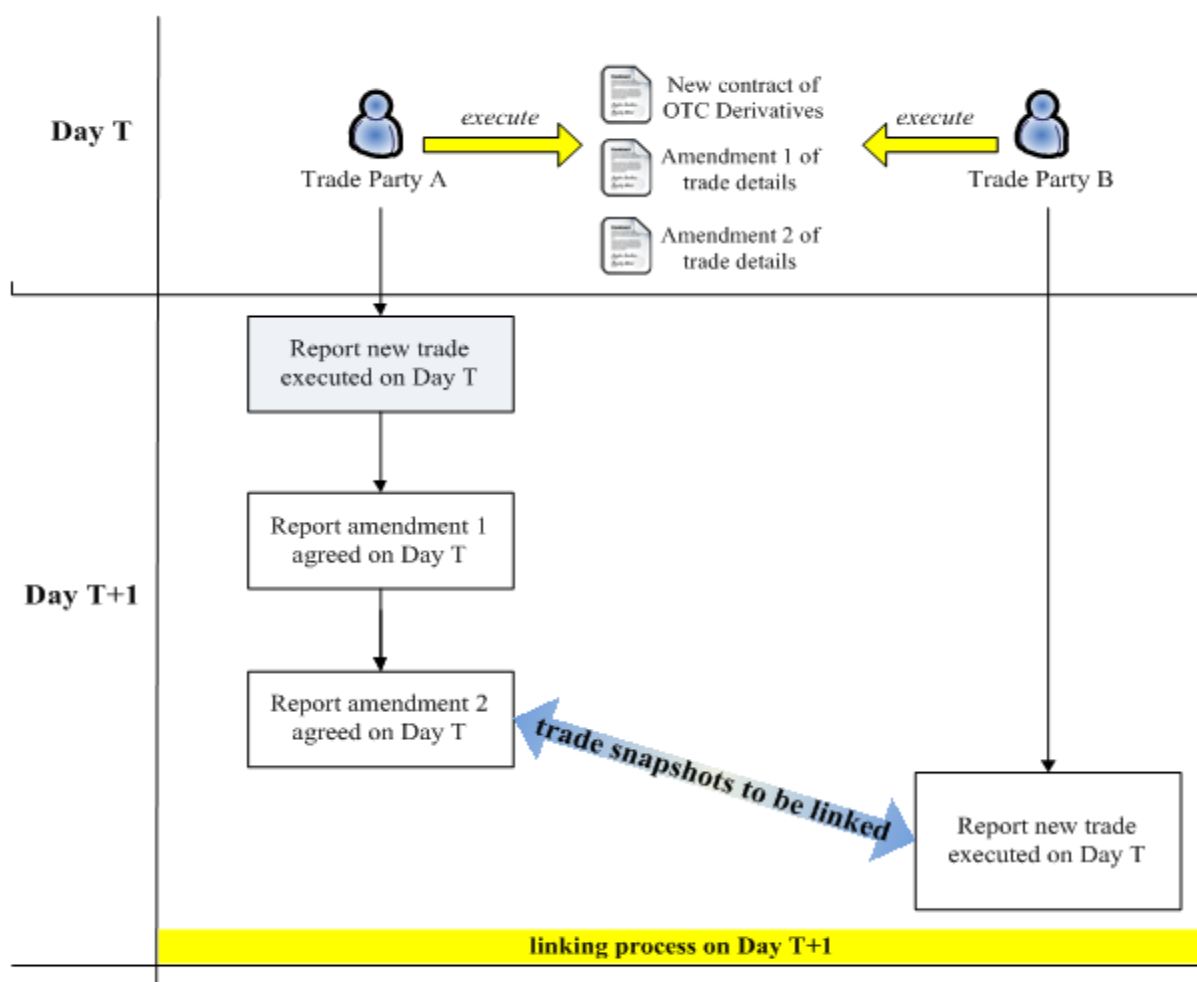 Day T
Trade Party A
execute
New contract of
OTC Derivatives
Amendment 1 of
trade details
Amendment 2 of
trade details
execute
Trade Party B
Day T+1
Report new trade
executed on Day T
Report amendment 1
agreed on Day T
Report amendment 2
agreed on Day T
trade snapshots to be linked
Report new trade
executed on Day T
linking process on Day T+1